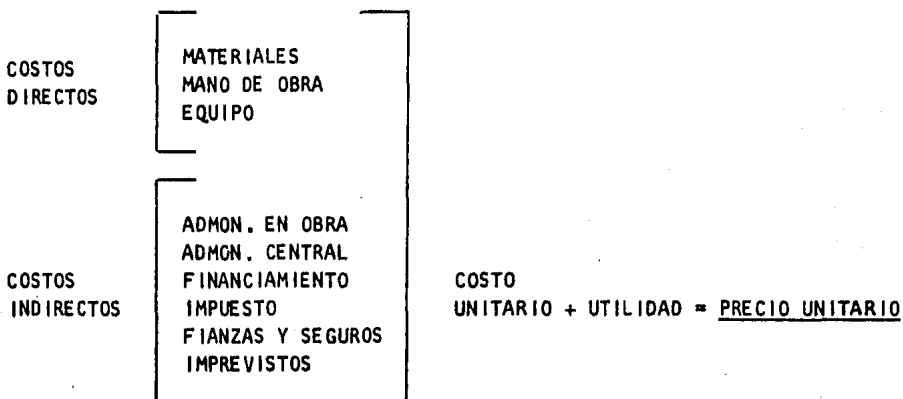 COSTOS
DIRECTOS
MATERIALES
MANO DE OBRA
EQUIPO
COSTOS
INDIRECTOS
ADMON. EN OBRA
ADMON. CENTRAL
FINANCIAMIENTO
IMPUESTO
FIANZAS Y SEGUROS
IMPREVISTOS
COSTO
UNITARIO + UTILIDAD = PRECIO UNITARIO